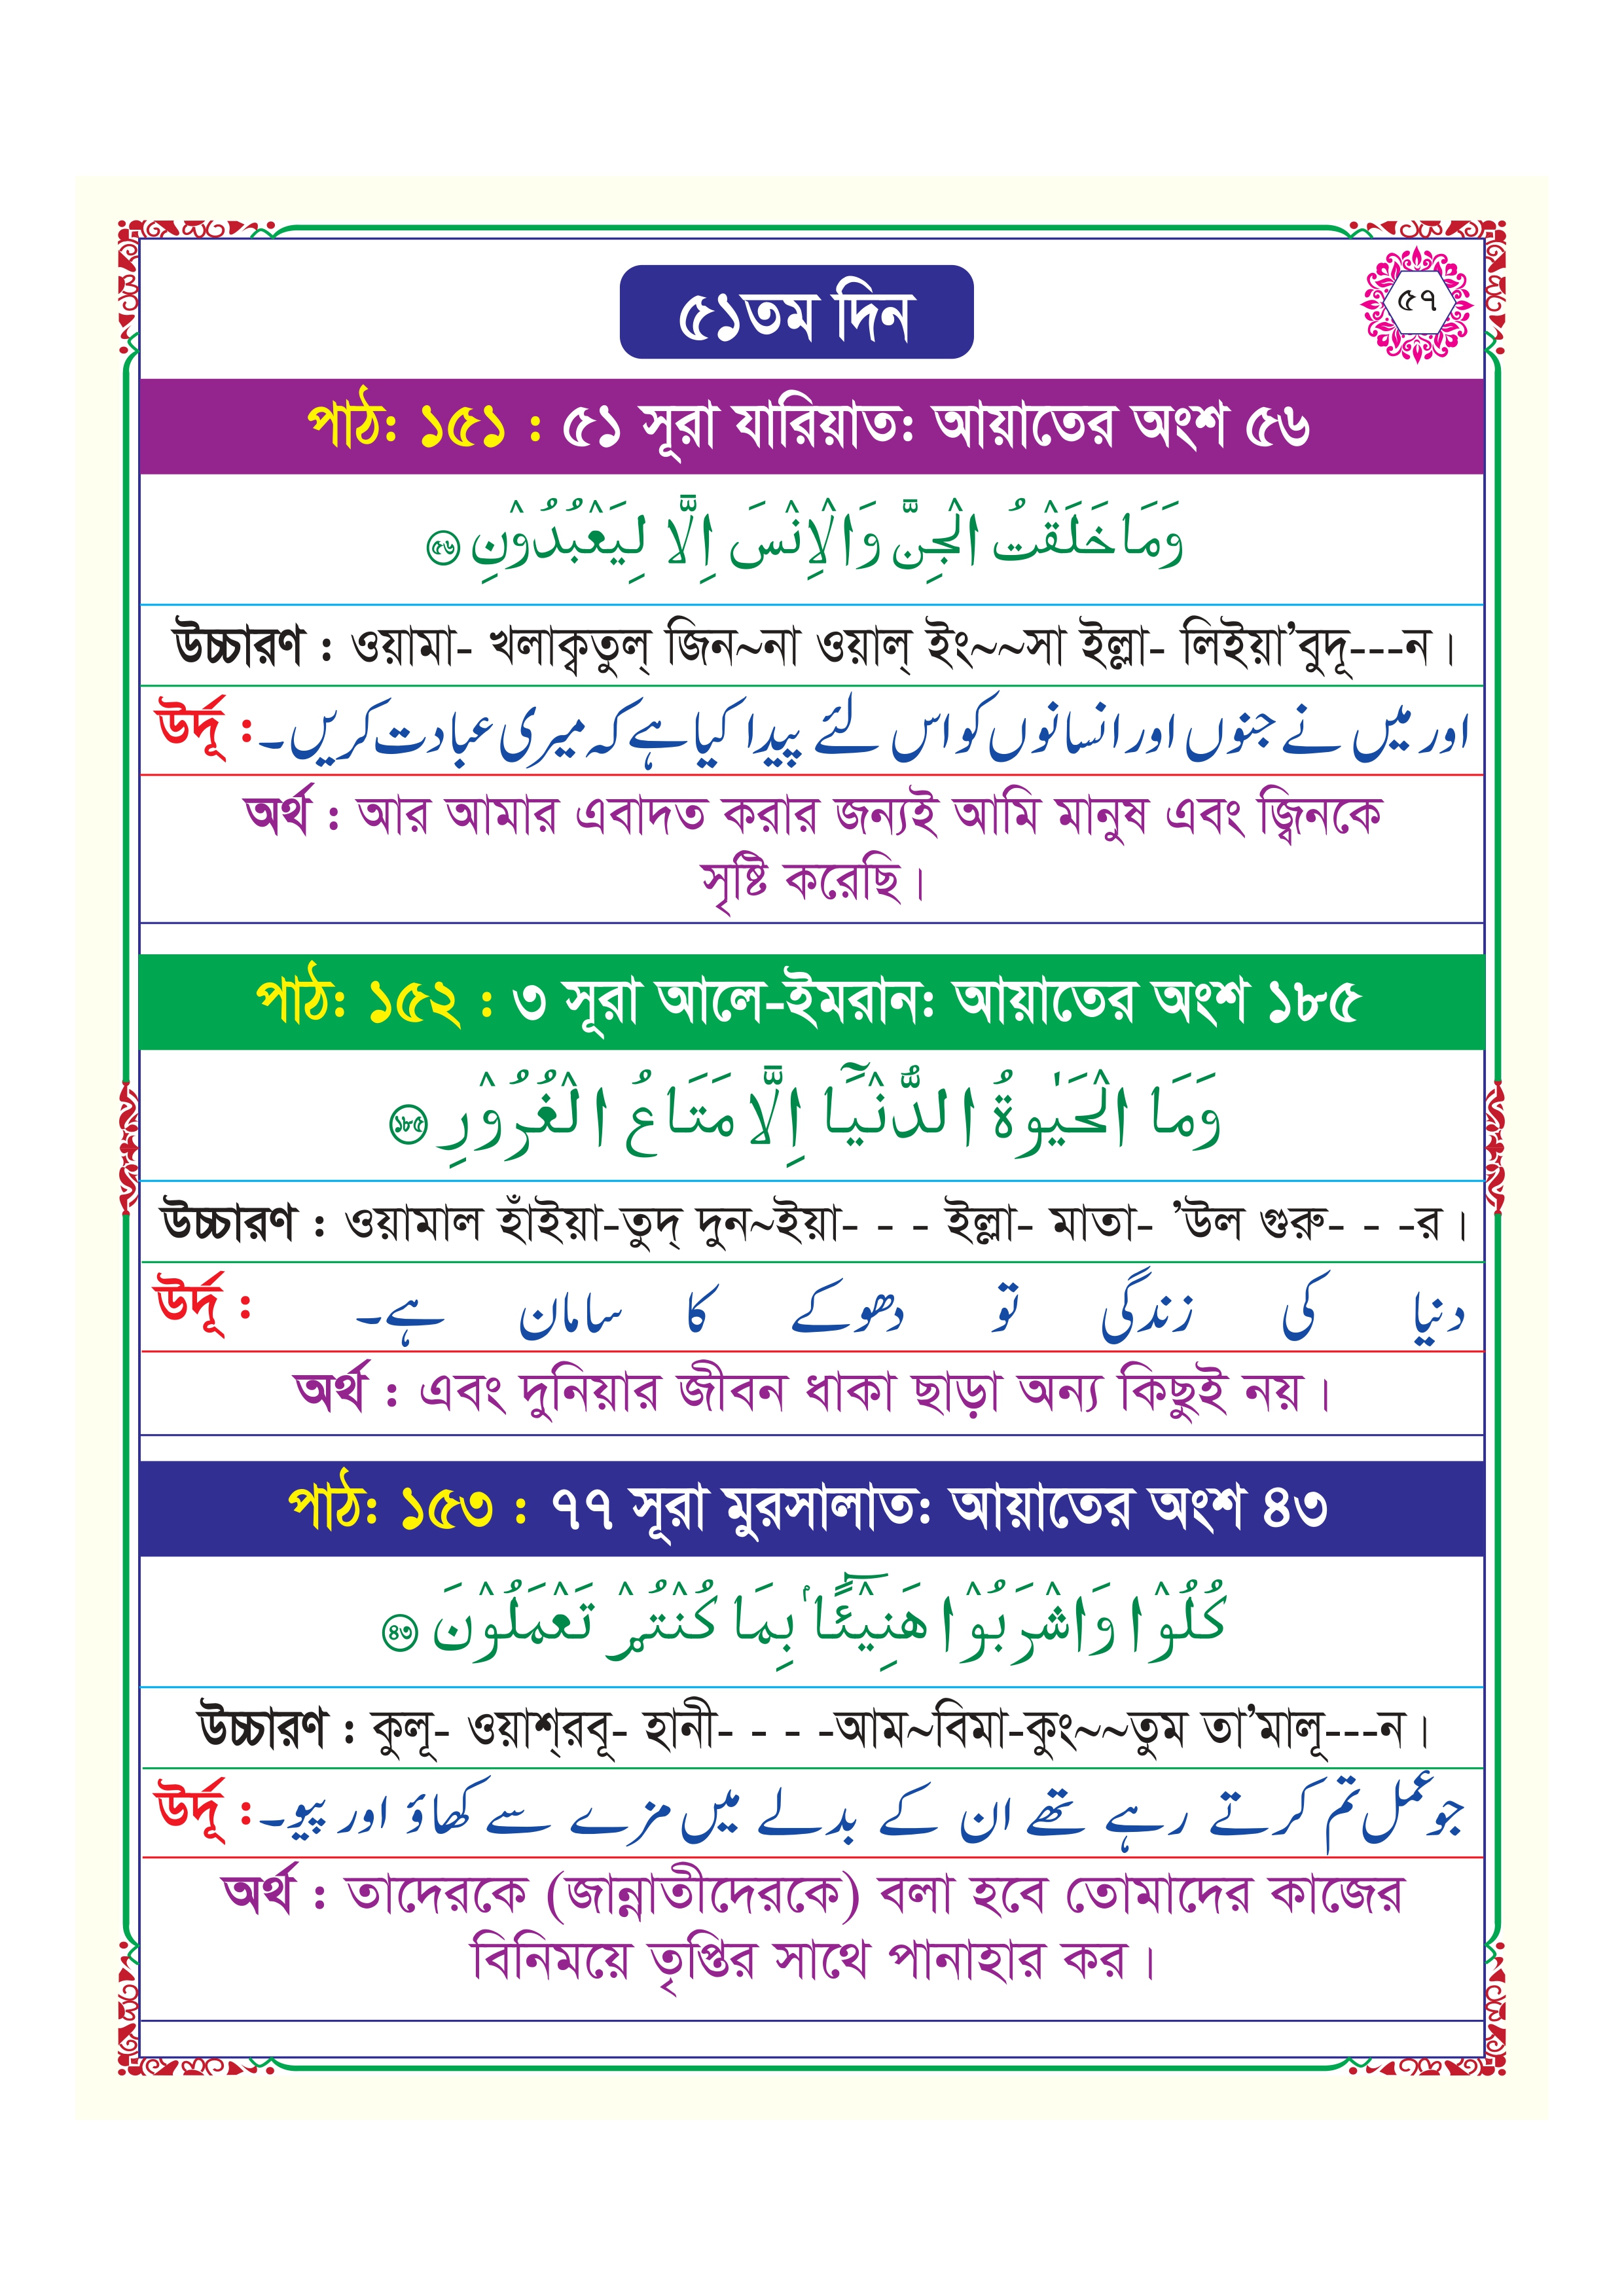 ৫১তম দিন
৫৭
পাঠ: ১৫১ : ৫১ সূরা যারিয়াত: আয়াতের অংশ ৫৬
وَمَا خَلَقْتُ الْجِنَّ وَالْاِنْسَ اِلَّا لِيَعْبُدُوْنِ ৫৬
উচ্চারণ : ওয়ামা- খলাক্বতুল্ জিন~না ওয়াল্ ইং~~সা ইল্লা- লিইয়া’বুদূ---ন।
উর্দূ : اور میں نے جنوں اور انسانوں کو اس لئے پیدا کیا ہے کہ میری عبادت کریں۔
অর্থ : আর আমার এবাদত করার জন্যই আমি মানুষ এবং জ্বিনকে
সৃষ্টি করেছি।
পাঠ: ১৫২ : ৩ সূরা আলে-ইমরান: আয়াতের অংশ ১৮৫
وَمَا الْحَيٰوةُ الدُّنْيَآ اِلَّا مَتَاعُ الْغُرُوْرِ ১৮৫
উচ্চারণ : ওয়ামাল হাঁইয়া-তুদ্ দুন~ইয়া- - - ইল্লা- মাতা- ’উল গুরু- - -র।
উর্দূ : دنیا کی زندگی تو دھوکے کا سامان ہے۔
অর্থ : এবং দুনিয়ার জীবন ধাকা ছাড়া অন্য কিছুই নয়।
পাঠ: ১৫৩ : ৭৭ সূরা মুরসালাত: আয়াতের অংশ ৪৩
كُلُوْا وَاشْرَبُوْا هَنِيْٓئًۢا بِمَا كُنْتُمْ تَعْمَلُوْنَ ৪৩
উচ্চারণ : কুলূ- ওয়াশ্রবূ- হানী- - - -আম~বিমা-কুং~~তুম তা’মালূ---ন।
উর্দূ : جو عمل تم کرتے رہے تھے ان کے بدلے میں مزے سے کھاؤ اور پیو۔
অর্থ : তাদেরকে (জান্নাতীদেরকে) বলা হবে তোমাদের কাজের
বিনিময়ে তৃপ্তির সাথে পানাহার কর।